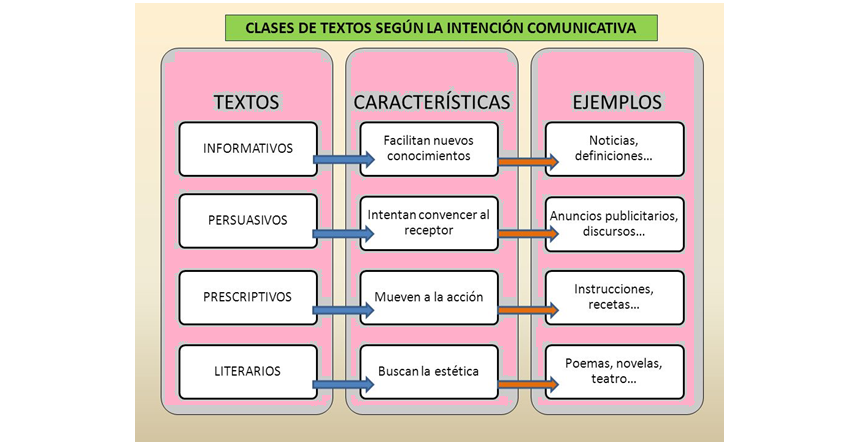 CLASES DE TEXTOS SEGÚN LA INTENCIÓN COMUNICATIVA
TEXTOS
CARACTERÍSTICAS
EJEMPLOS
INFORMATIVOS
Facilitan nuevos
conocimientos
Noticias,
definiciones...
PERSUASIVOS
Intentan convencer al
receptor
Anuncios publicitarios,
discursos...
PRESCRIPTIVOS
Mueven a la acción
Instrucciones,
recetas...
LITERARIOS
Buscan la estética
Poemas, novelas,
teatro...